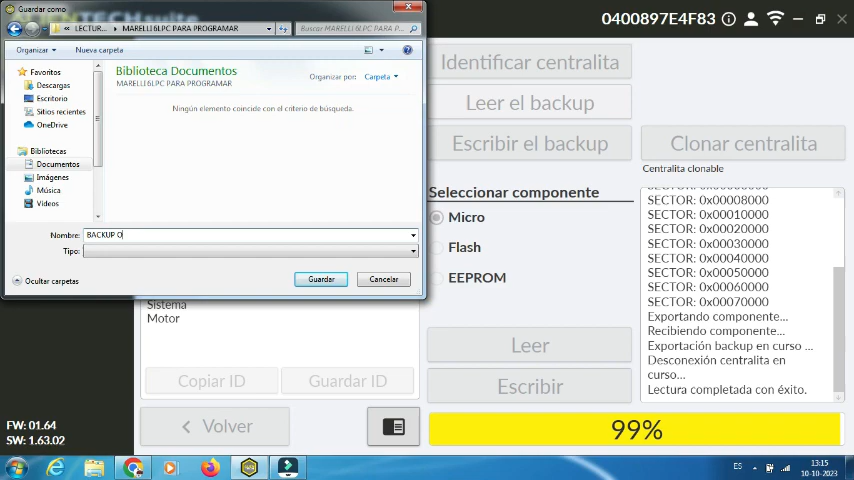 Guardar como
TECH suite
« LECTUR... ▸ MARELLI 6LPC PARA PROGRAMAR
Buscar MARELLI 6LPC PARA P...
0400897E4F83
Organizar
Nueva carpeta
Favoritos
Descargas
Escritorio
Sitios recientes
OneDrive
Bibliotecas
Documentos
Imágenes
Música
Vídeos
Biblioteca Documentos
MARELLI 6LPC PARA PROGRAMAR
Organizar por: Carpeta
Ningún elemento coincide con el criterio de búsqueda.
Nombre: BACKUP O
Tipo:
Ocultar carpetas
Guardar
Cancelar
Identificar centralita
Leer el backup
Escribir el backup
Clonar centralita
Centralita clonable
Seleccionar componente
Micro
Flash
EEPROM
SECTOR: 0x00008000
SECTOR: 0x00010000
SECTOR: 0x00020000
SECTOR: 0x00030000
SECTOR: 0x00040000
SECTOR: 0x00050000
SECTOR: 0x00060000
SECTOR: 0x00070000
Exportando componente...
Recibiendo componente...
Exportación backup en curso ...
Desconexión centralita en
curso...
Lectura completada con éxito.
Sistema
Motor
Copiar ID
Guardar ID
Leer
Escribir
Volver
99%
FW: 01.64
SW: 1.63.02
ES
13:15
10-10-2023